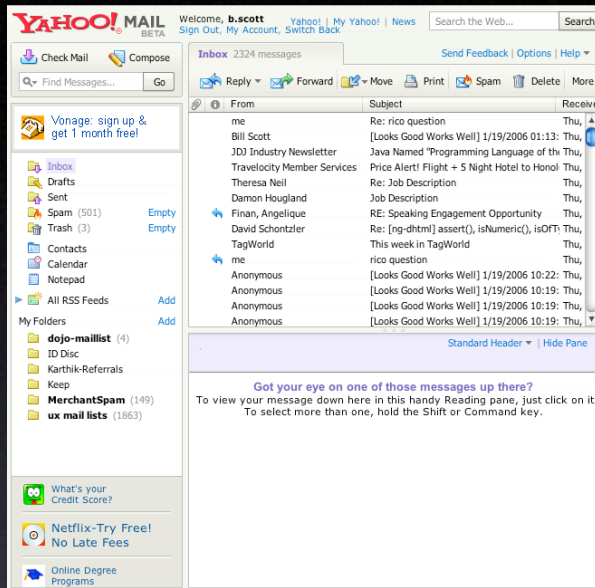 YAHOO! MAIL
BETA
Welcome, b.scott Yahoo! | My Yahoo! | News
Sign Out, My Account, Switch Back
Search the Web...
Search
Check Mail Compose
Find Messages... Go
Vonage: sign up &
get 1 month free!
Inbox
Drafts
Sent
Spam (501) Empty
Trash (3) Empty
Contacts
Calendar
Notepad
All RSS Feeds Add
My Folders Add
dojo-maillist (4)
ID Disc
Karthik-Referrals
Keep
MerchantSpam (149)
ux mail lists (1863)
What's your
Credit Score?
Netflix-Try Free!
No Late Fees
Online Degree
Programs
Inbox 2324 messages
Send Feedback | Options | Help
Reply Forward Move Print Spam Delete More
From Subject Receive
me Re: rico question Thu,
Bill Scott [Looks Good Works Well] 1/19/2006 01:13: Thu,
JDJ Industry Newsletter Java Named "Programming Language of the Thu,
Travelocity Member Services Price Alert! Flight + 5 Night Hotel to Honol Thu,
Theresa Neil Re: Job Description Thu,
Damon Hougland Job Description Thu,
Finan, Angelique RE: Speaking Engagement Opportunity Thu,
David Schontzler Re: [ng-dhtml] assert(), isNumeric(), isOfT Thu,
TagWorld This week in TagWorld Thu,
me rico question Thu,
Anonymous [Looks Good Works Well] 1/19/2006 10:22: Thu,
Anonymous [Looks Good Works Well] 1/19/2006 10:19: Thu,
Anonymous [Looks Good Works Well] 1/19/2006 10:19: Thu,
Anonymous [Looks Good Works Well] 1/19/2006 10:19: Thu,
Standard Header | Hide Pane
Got your eye on one of those messages up there?
To view your message down here in this handy Reading pane, just click on it
To select more than one, hold the Shift or Command key.